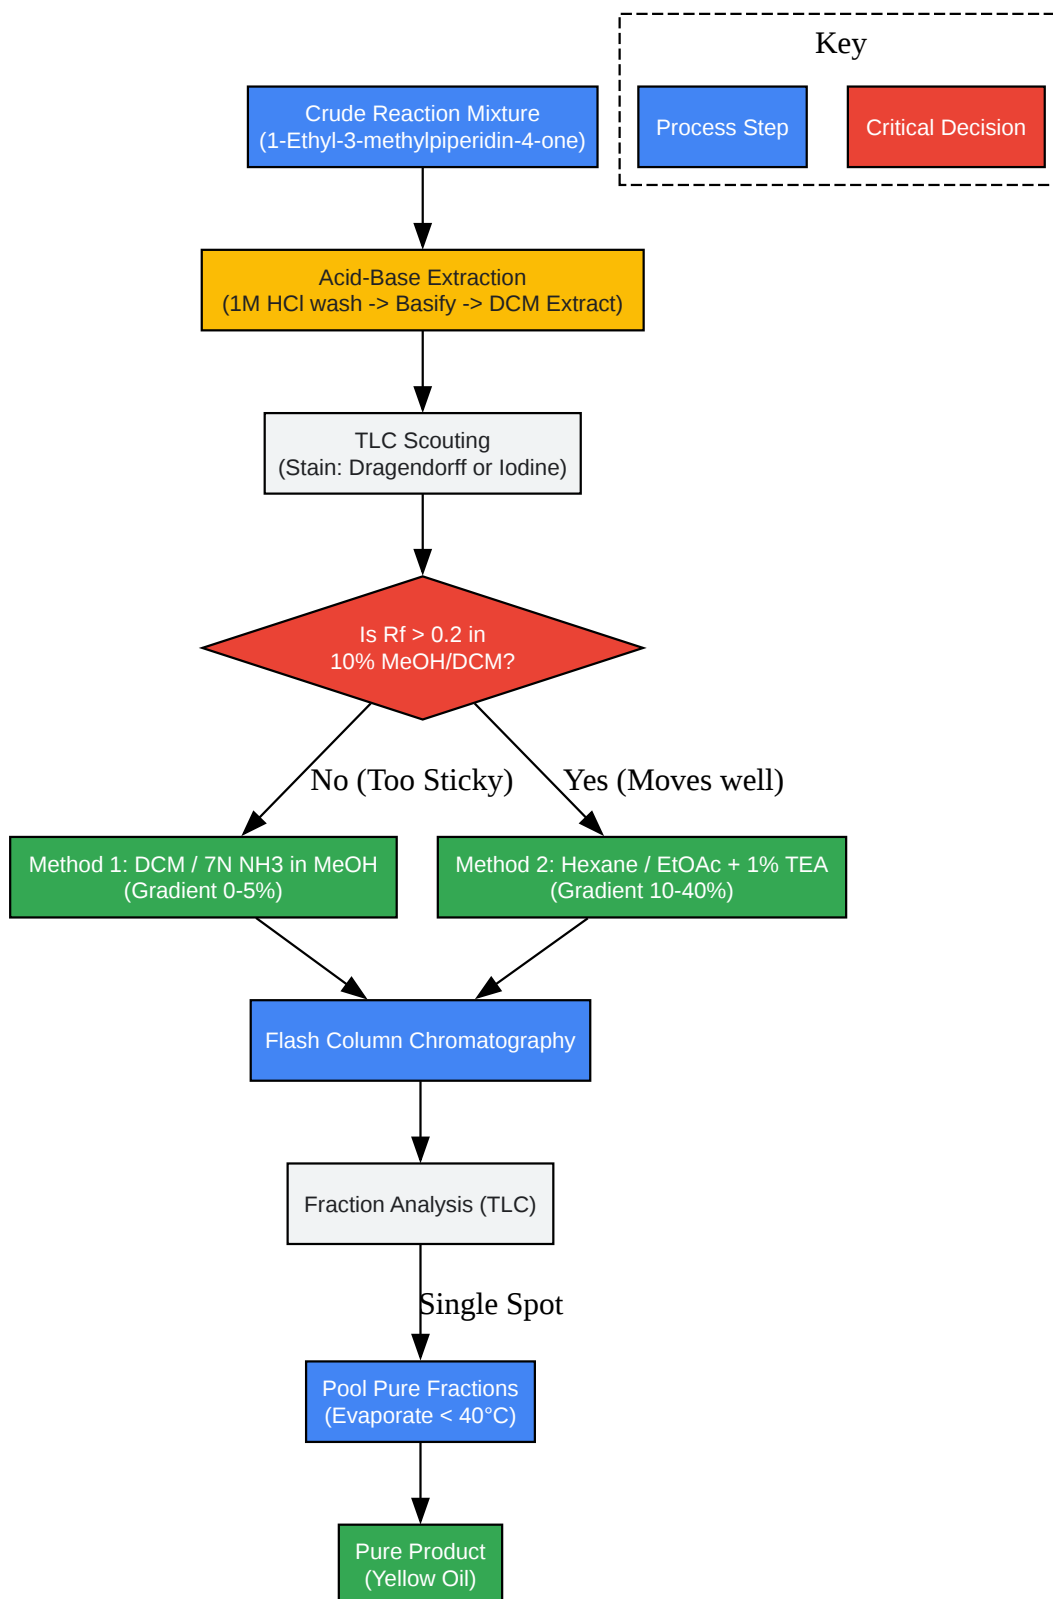 Key
Process Step
Critical Decision
Crude Reaction Mixture
(1-Ethyl-3-methylpiperidin-4-one)
Acid-Base Extraction
(1M HCl wash -> Basify -> DCM Extract)
TLC Scouting
(Stain: Dragendorff or Iodine)
Is Rf > 0.2 in
10% MeOH/DCM?
No (Too Sticky)
Yes (Moves well)
Method 1: DCM / 7N NH3 in MeOH
(Gradient 0-5%)
Method 2: Hexane / EtOAc + 1% TEA
(Gradient 10-40%)
Flash Column Chromatography
Fraction Analysis (TLC)
Single Spot
Pool Pure Fractions
(Evaporate < 40°C)
Pure Product
(Yellow Oil)